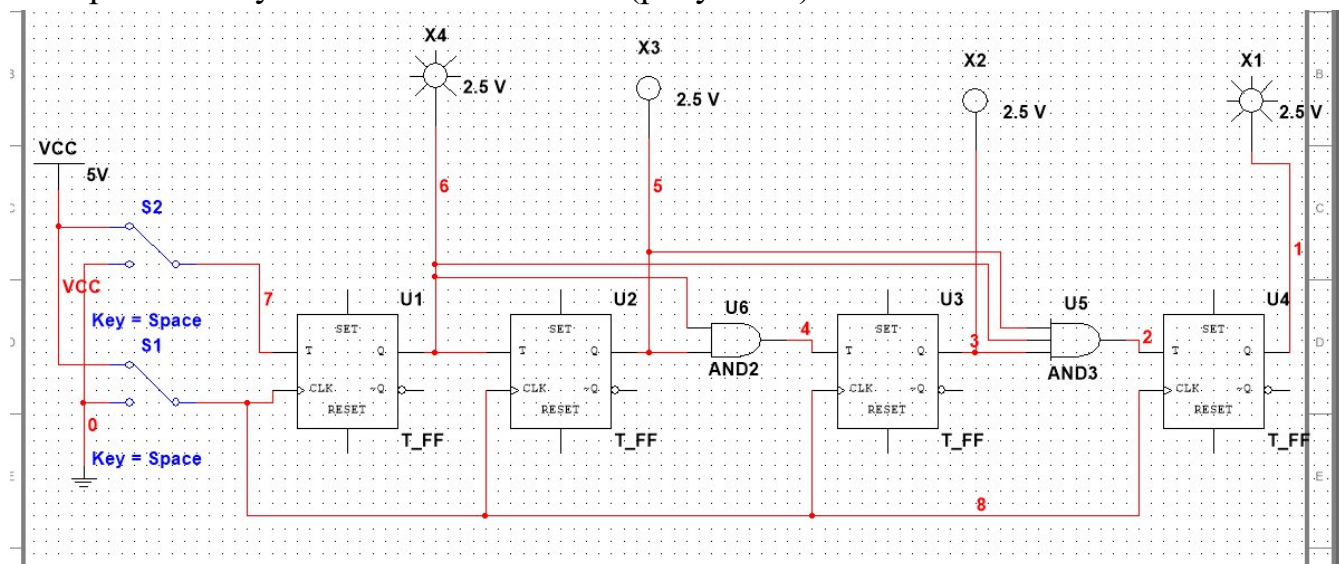 X4
2.5 V
X3
2.5 V
X2
2.5 V
X1
2.5 V
VCC
5V
S2
VCC
Key = Space
S1
0
Key = Space
6
5
1
7
U1
SET
T
Q
CLK
~Q
RESET
T_FF
U2
SET
T
Q
CLK
~Q
RESET
T_FF
U6
AND2
4
U3
SET
T
Q
CLK
~Q
RESET
T_FF
3
U5
AND3
2
U4
SET
T
Q
CLK
~Q
RESET
T_FF
8
B
C
E
B
C
D
E